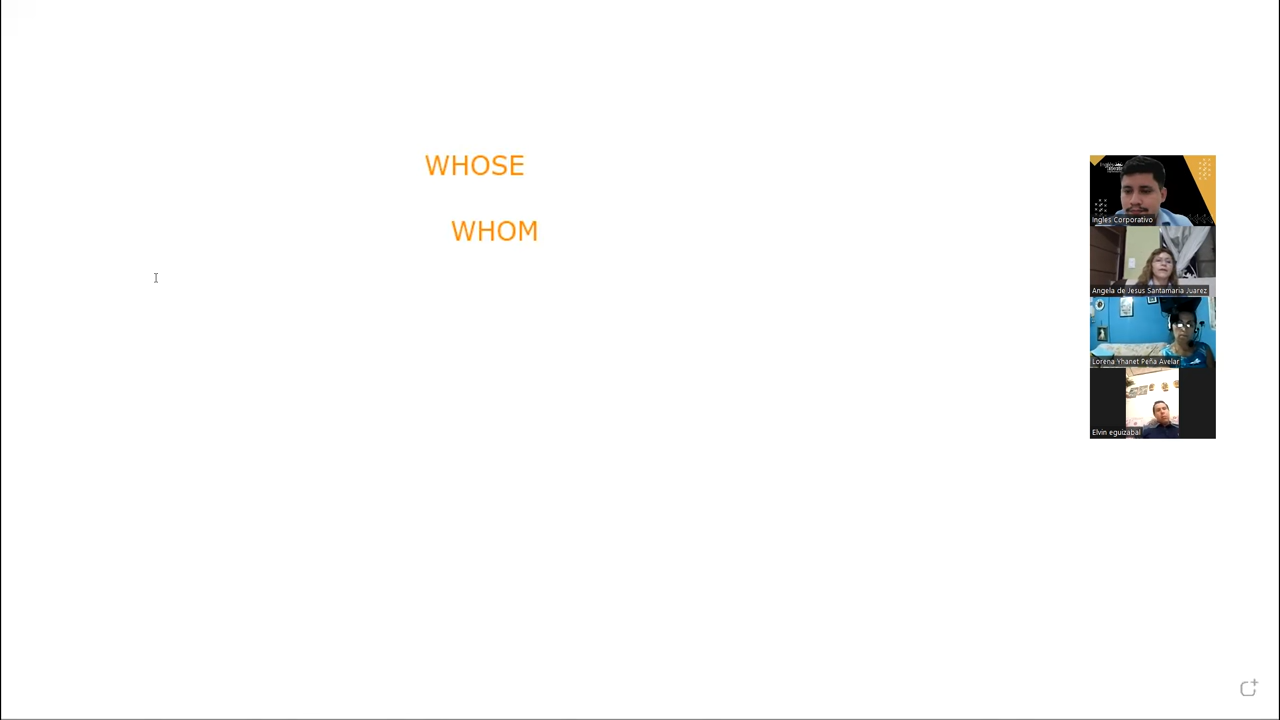 WHOSE
WHOM
Ingles Corporativo
Angela de Jesus Santamaria Juarez
Lorena Yhanet Peña Avelar
Elvin eguizabal